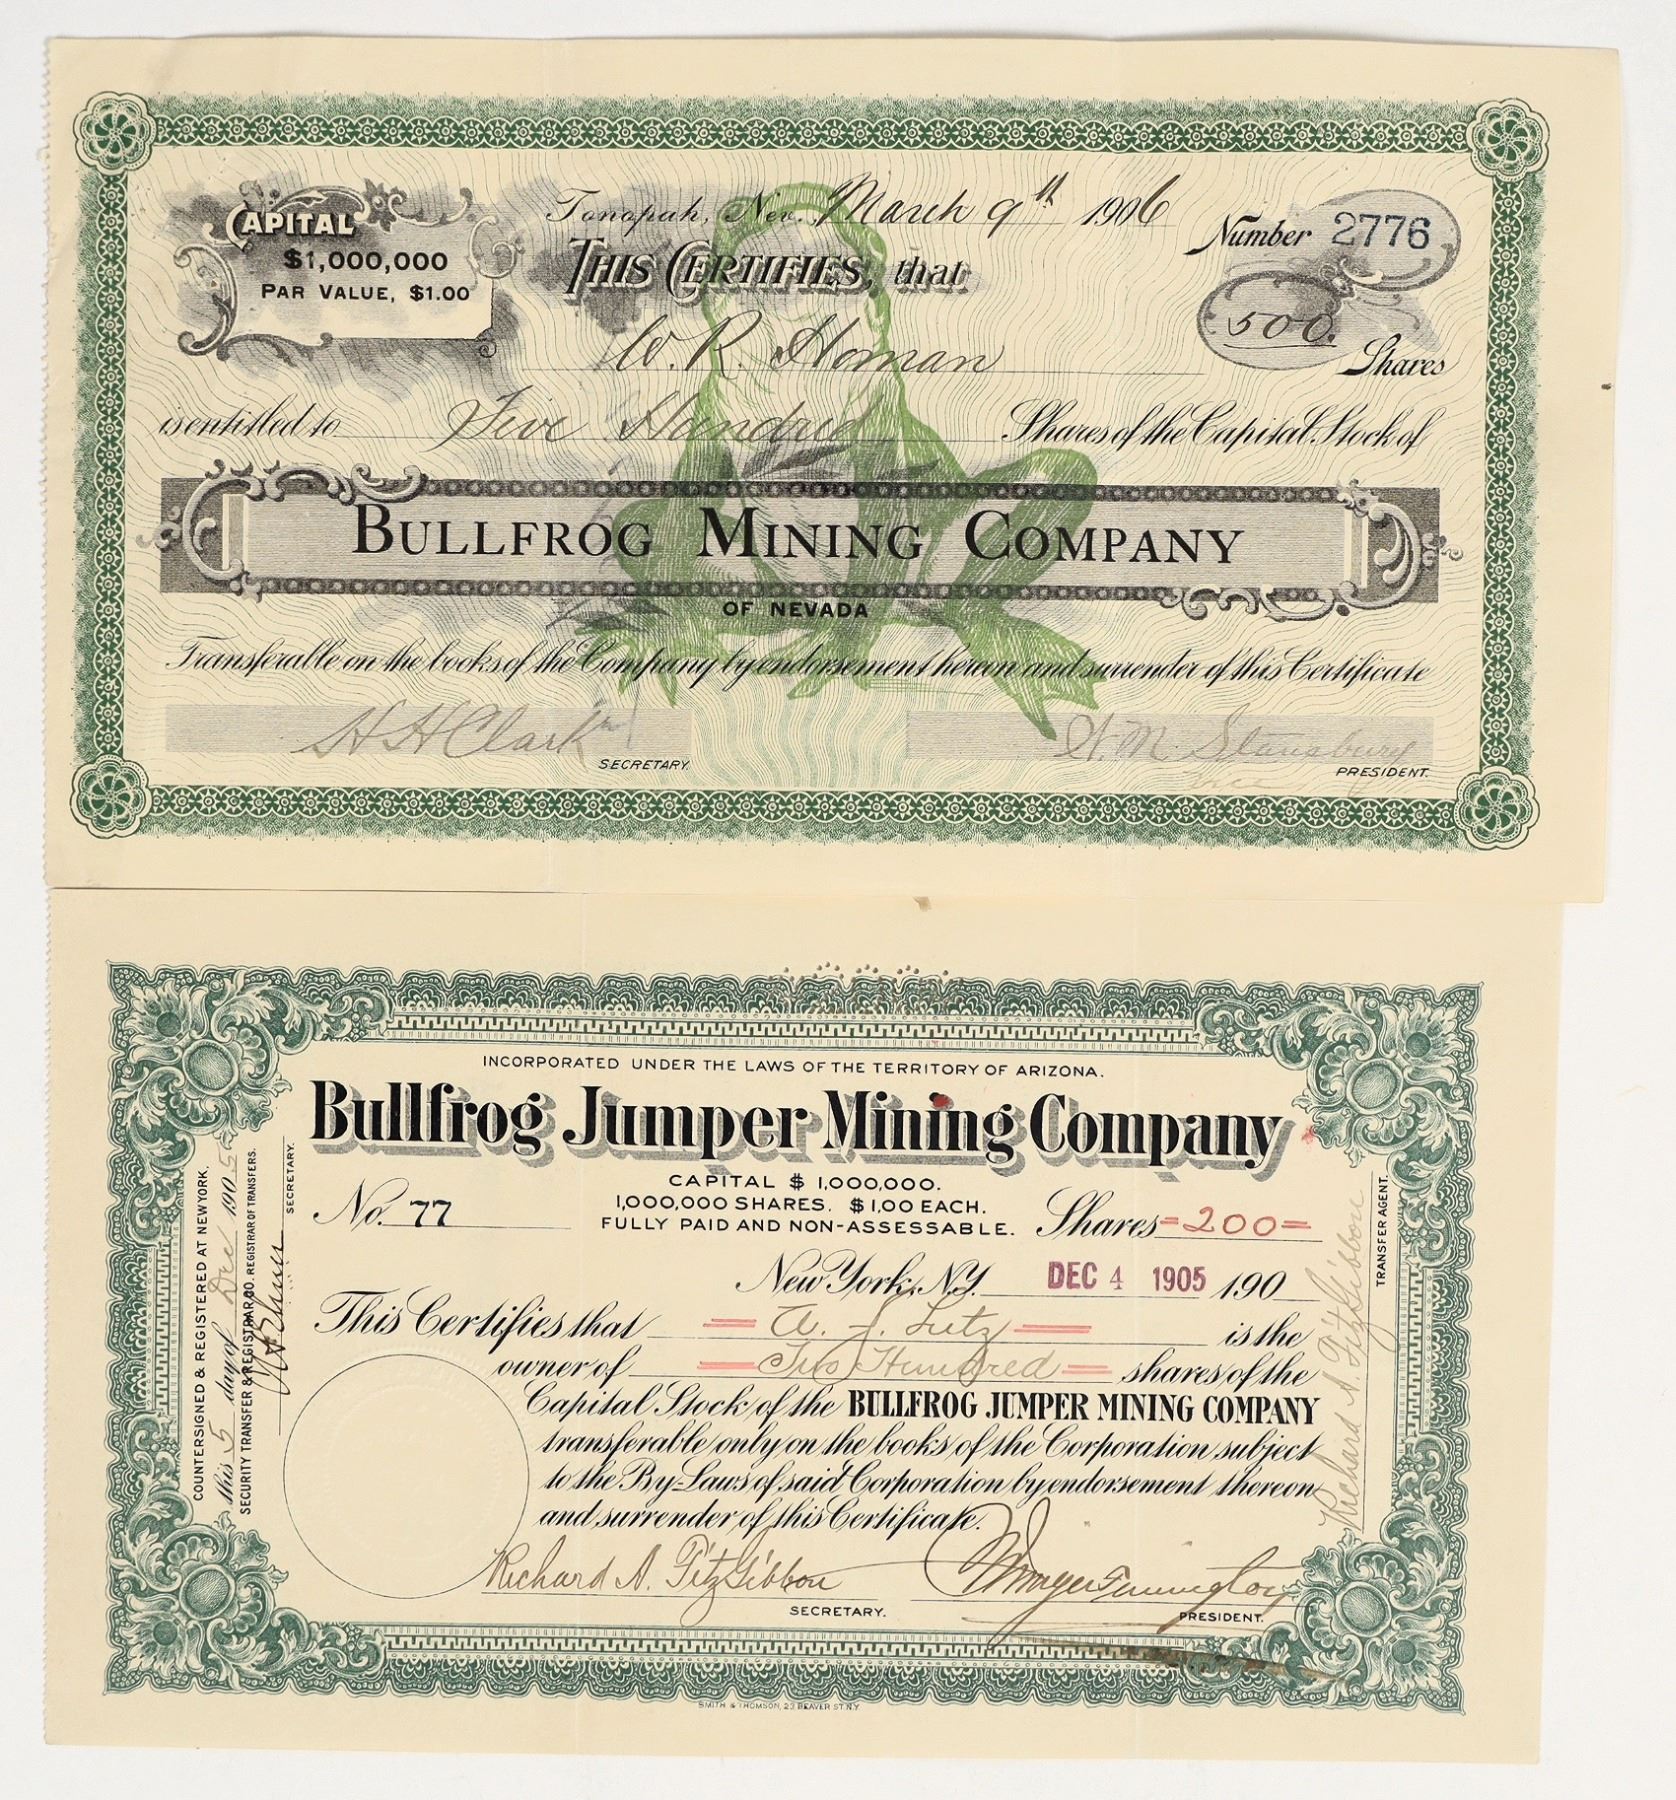 Tonopah, Nev. March 9th 1906
CAPITAL
$1,000,000
PAR VALUE, $1.00
THIS CERTIFIES, that
Number 2776
500.
Shares
W. R. Homan
is entitled to Five Hundred Shares of the Capital Stock of
BULLFROG MINING COMPANY
OF NEVADA
Transferable on the books of the Company by endorsement hereon and surrender of this Certificate
H H Clark
SECRETARY.
W. M. Stansbury
PRESIDENT.
INCORPORATED UNDER THE LAWS OF THE TERRITORY OF ARIZONA.
Bullfrog Jumper Mining Company
CAPITAL $1,000,000.
1,000,000 SHARES. $1.00 EACH.
FULLY PAID AND NON-ASSESSABLE.
No. 77
Shares =200=
New York, N.Y. DEC 4 1905 190
This Certifies that A. J. Lutz is the
owner of Two Hundred shares of the
Capital Stock of the BULLFROG JUMPER MINING COMPANY
transferable only on the books of the Corporation subject
to the By-Laws of said Corporation by endorsement thereon
and surrender of this Certificate.
Richard A. FitzGibbon
SECRETARY.
PRESIDENT.
COUNTERSIGNED & REGISTERED AT NEW YORK.
this 5 day of Dec 1905
SECURITY TRANSFER & REGISTRAR CO. REGISTRAR OF TRANSFERS.
SECRETARY.
Richard A. FitzGibbon
TRANSFER AGENT.
SMITH & THOMSON, 23 BEAVER ST. N.Y.